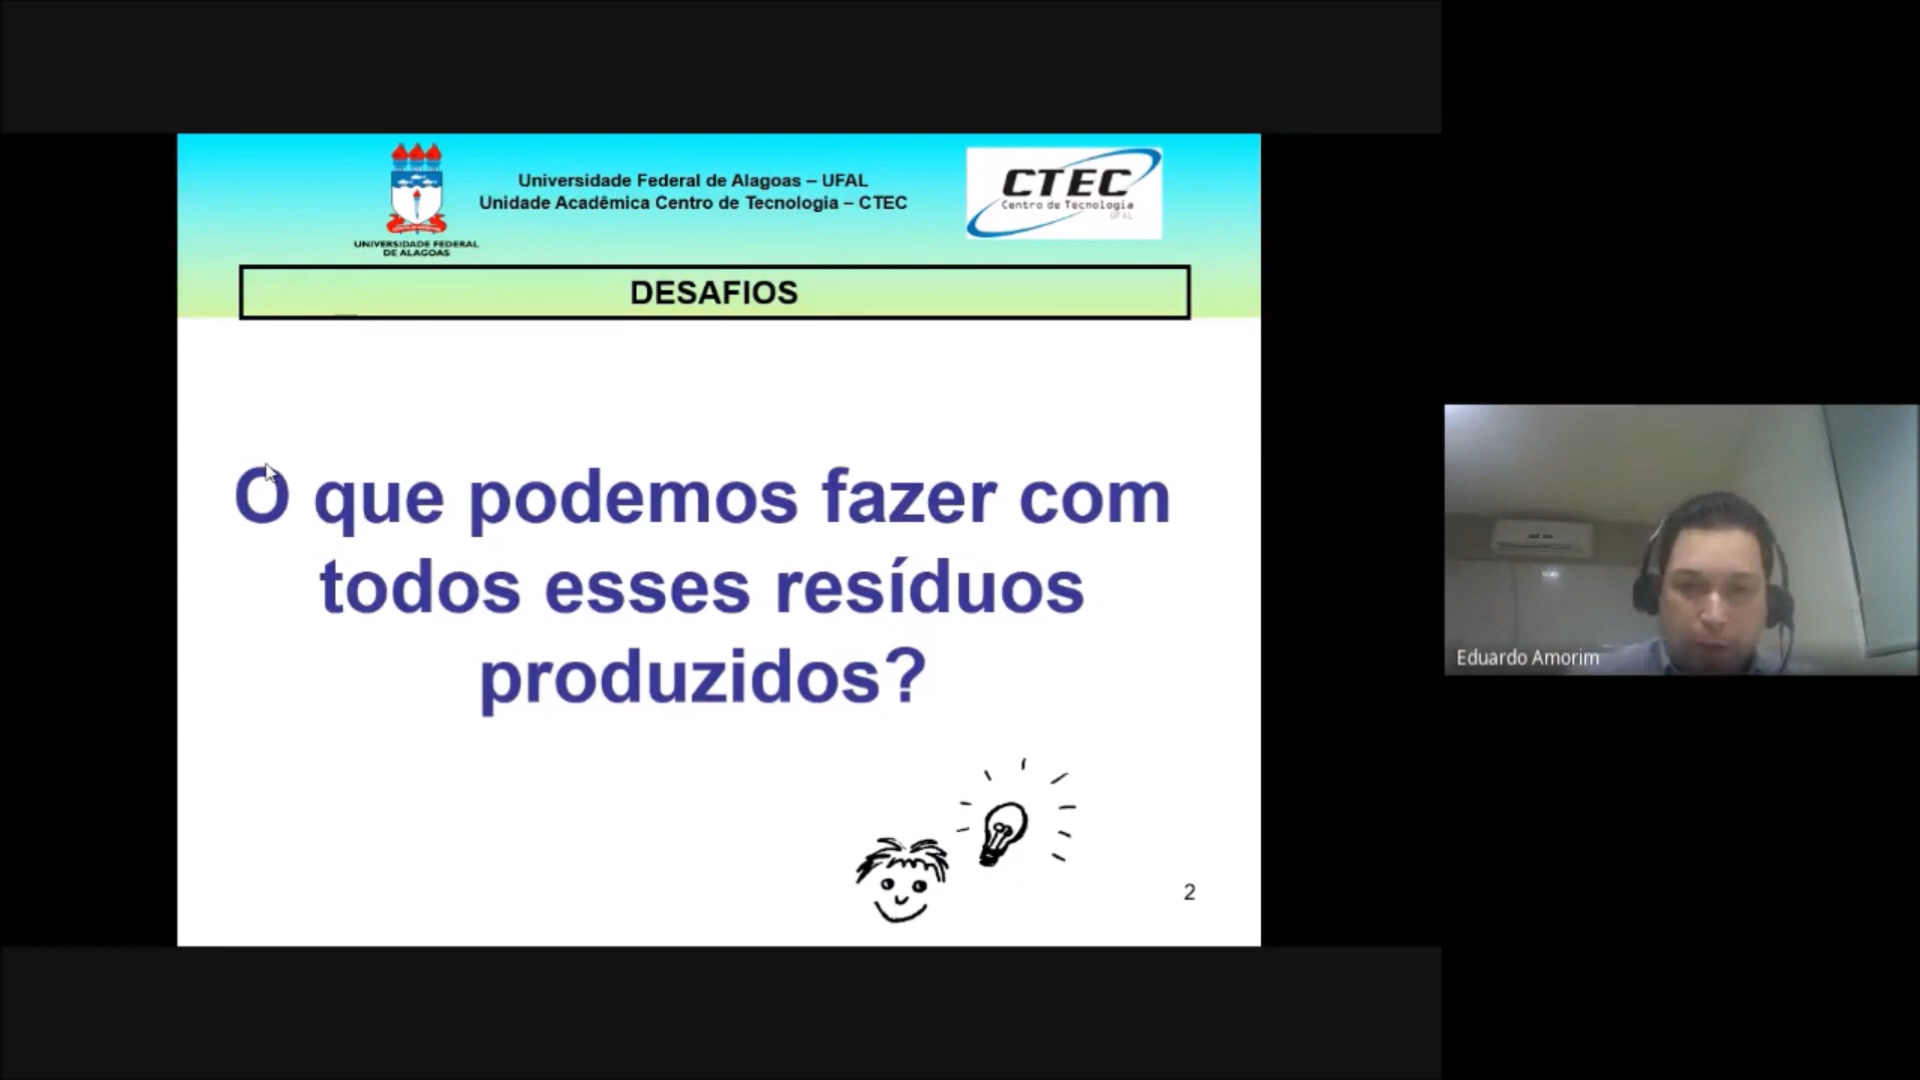 Universidade Federal de Alagoas – UFAL
Unidade Acadêmica Centro de Tecnologia – CTEC
UNIVERSIDADE FEDERAL
DE ALAGOAS
CTEC
Centro de Tecnologia
UFAL
DESAFIOS
O que podemos fazer com
todos esses resíduos
produzidos?
2
Eduardo Amorim